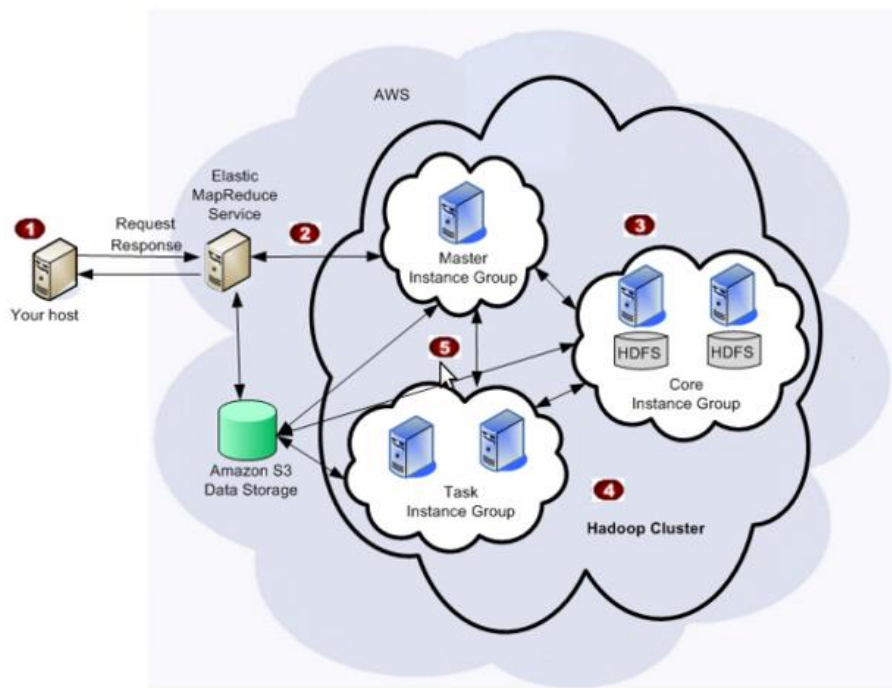 AWS
Elastic
MapReduce
Service
1
Request
Response
2
Your host
Master
Instance Group
3
HDFS
HDFS
Core
Instance Group
5
Amazon S3
Data Storage
Task
Instance Group
4
Hadoop Cluster